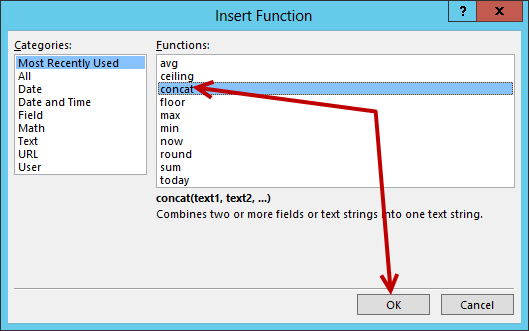 Insert Function
?
Categories:
Most Recently Used
All
Date
Date and Time
Field
Math
Text
URL
User
Functions:
avg
ceiling
concat
floor
max
min
now
round
sum
today
concat(text1, text2, ...)
Combines two or more fields or text strings into one text string.
OK
Cancel